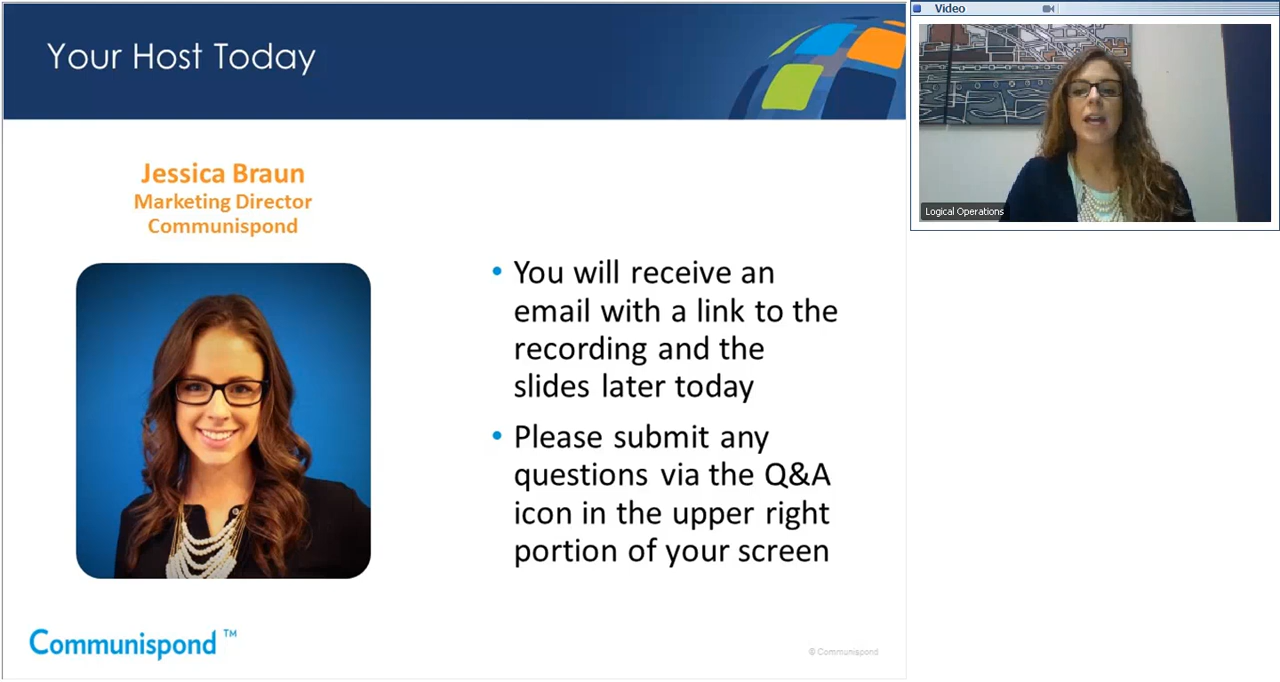 Your Host Today
Jessica Braun
Marketing Director
Communispond
• You will receive an
email with a link to the
recording and the
slides later today
• Please submit any
questions via the Q&A
icon in the upper right
portion of your screen
Communispond ™
© Communispond
Video
Logical Operations